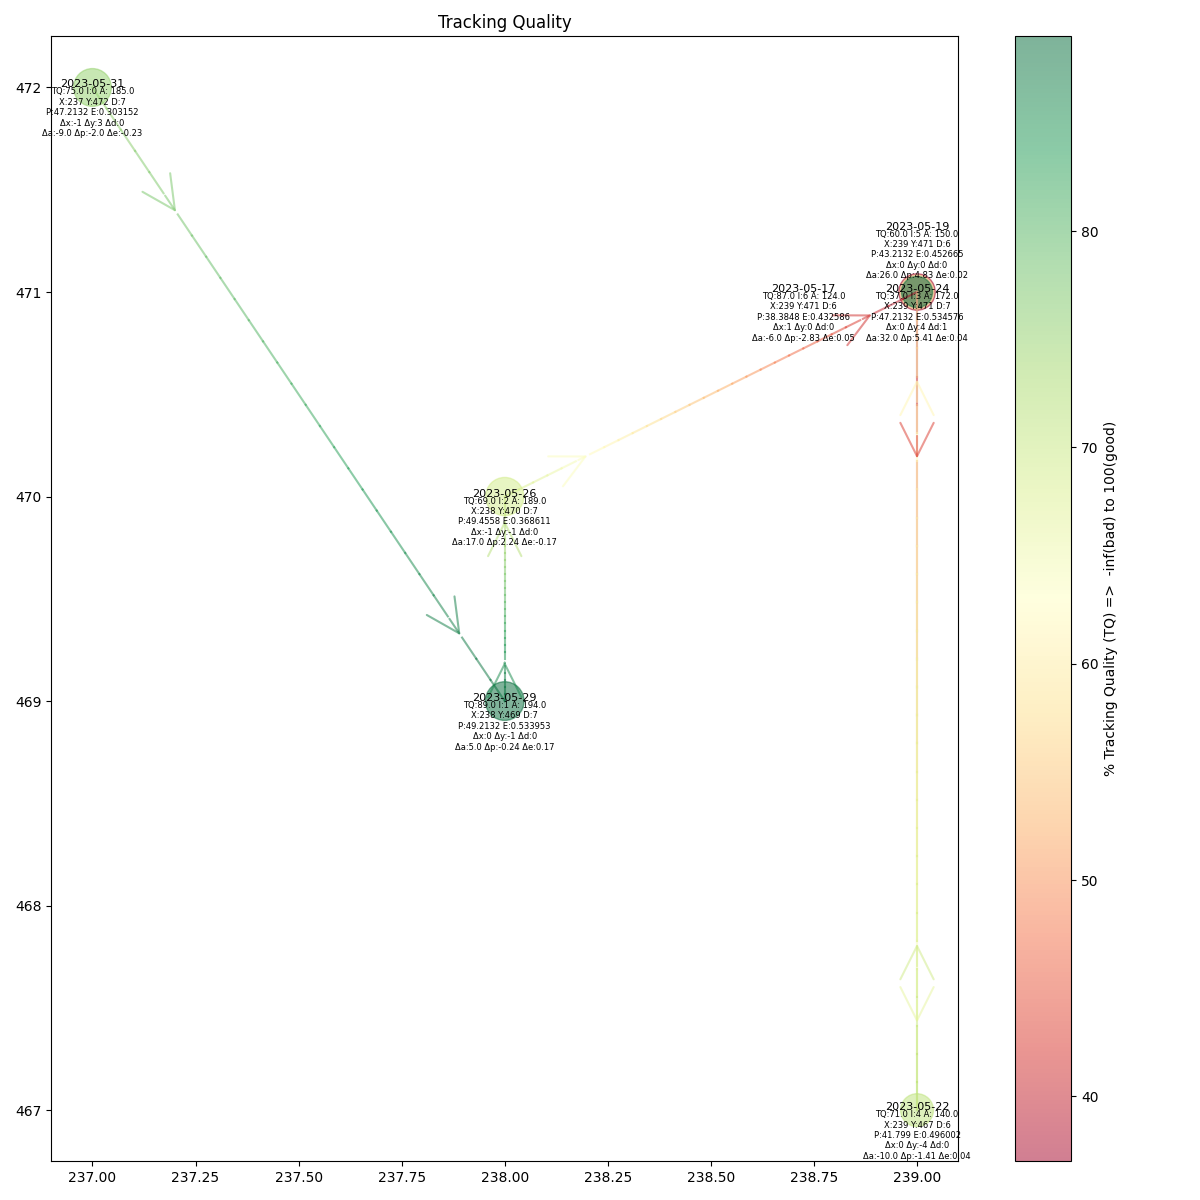 Tracking Quality
472
471
470
469
468
467
2023-05-31
TQ:75.0 I:0 A: 185.0
X:237 Y:472 D:7
P:47.2132 E:0.303152
Δx:-1 Δy:3 Δd:0
Δa:-9.0 Δp:-2.0 Δe:-0.23
2023-05-19
TQ:60.0 I:5 A: 150.0
X:239 Y:471 D:6
P:43.2132 E:0.452665
Δx:0 Δy:0 Δd:0
Δa:26.0 Δp:4.83 Δe:0.02
2023-05-17
TQ:87.0 I:6 A: 124.0
X:239 Y:471 D:6
P:38.3848 E:0.432586
Δx:1 Δy:0 Δd:0
Δa:-6.0 Δp:-2.83 Δe:0.05
2023-05-24
TQ:37.0 I:3 A: 172.0
X:239 Y:471 D:7
P:47.2132 E:0.534576
Δx:0 Δy:4 Δd:1
Δa:32.0 Δp:5.41 Δe:0.04
2023-05-26
TQ:69.0 I:2 A: 189.0
X:238 Y:470 D:7
P:49.4558 E:0.368611
Δx:-1 Δy:-1 Δd:0
Δa:17.0 Δp:2.24 Δe:-0.17
2023-05-29
TQ:89.0 I:1 A: 194.0
X:238 Y:469 D:7
P:49.2132 E:0.533953
Δx:0 Δy:-1 Δd:0
Δa:5.0 Δp:-0.24 Δe:0.17
2023-05-22
TQ:71.0 I:4 A: 140.0
X:239 Y:467 D:6
P:41.799 E:0.496002
Δx:0 Δy:-4 Δd:0
Δa:-10.0 Δp:-1.41 Δe:0.04
237.00
237.25
237.50
237.75
238.00
238.25
238.50
238.75
239.00
80
70
60
50
40
% Tracking Quality (TQ) => -inf(bad) to 100(good)